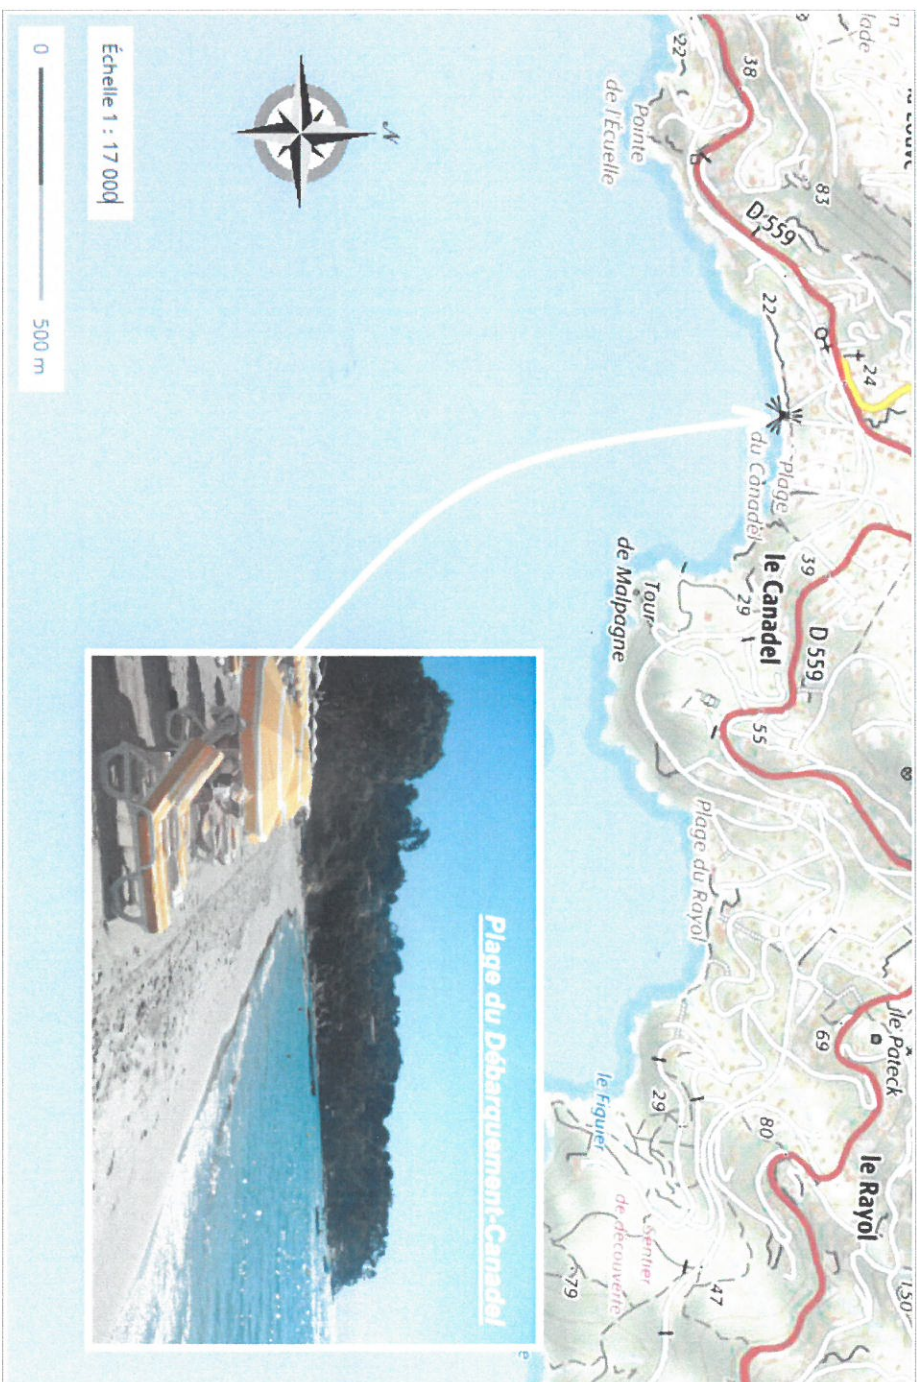 22
38
83
D 559
Pointe
de l'Écuelle
22
24
Plage
du Canadel
39
le Canadel
29
D 559
Tour
de Malpagne
55
Plage du Rayol
le Pateck
69
le Rayol
80
29
le Figuier
Sentier
de découverte
47
79
150
N
Échelle 1 : 17 000
0
500 m
Plage du Débarquement-Canadel